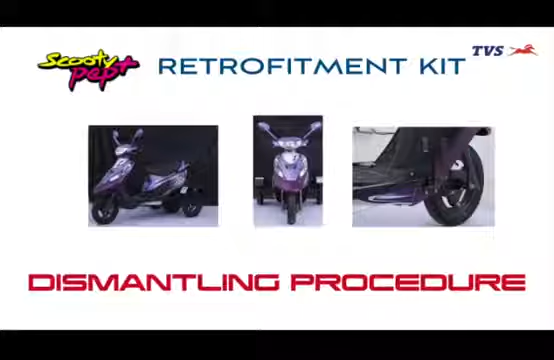 Scooty
pep+
RETROFITMENT KIT
TVS
DISMANTLING PROCEDURE